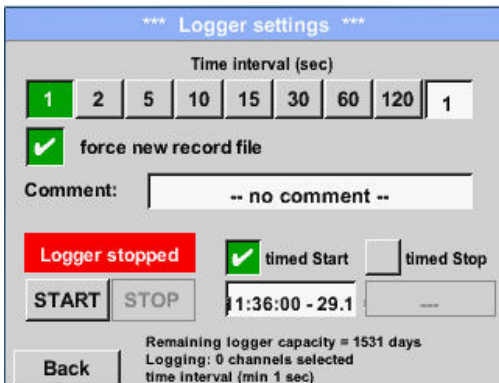 *** Logger settings ***
Time interval (sec)
1 2 5 10 15 30 60 120 1
force new record file
Comment: -- no comment --
Logger stopped timed Start timed Stop
START STOP 11:36:00 - 29.1 ---
Remaining logger capacity = 1531 days
Logging: 0 channels selected
Back time interval (min 1 sec)